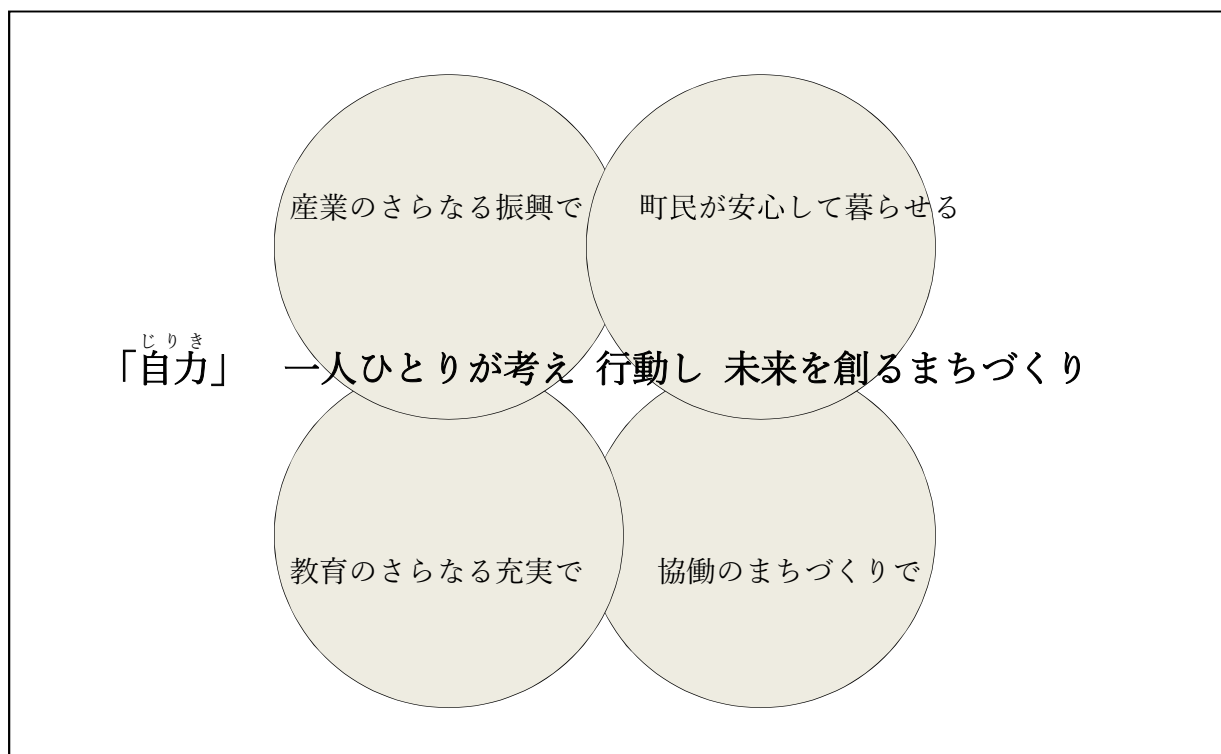 産業のさらなる振興で
町民が安心して暮らせる
じりき
「自力」 一人ひとりが考え 行動し 未来を創るまちづくり
教育のさらなる充実で
協働のまちづくりで